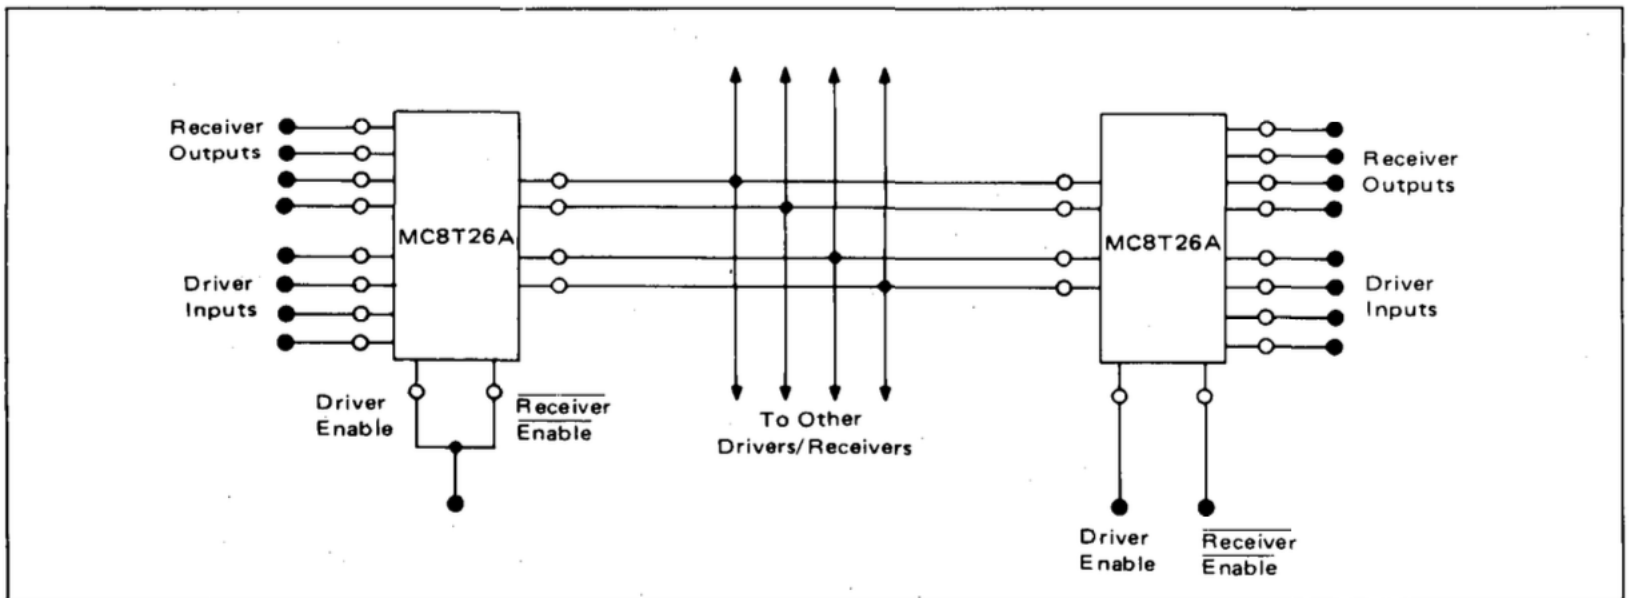 Receiver
Outputs
MC8T26A
Driver
Inputs
Driver
Enable
Receiver
Enable
To Other
Drivers/Receivers
MC8T26A
Receiver
Outputs
Driver
Inputs
Driver
Enable
Receiver
Enable